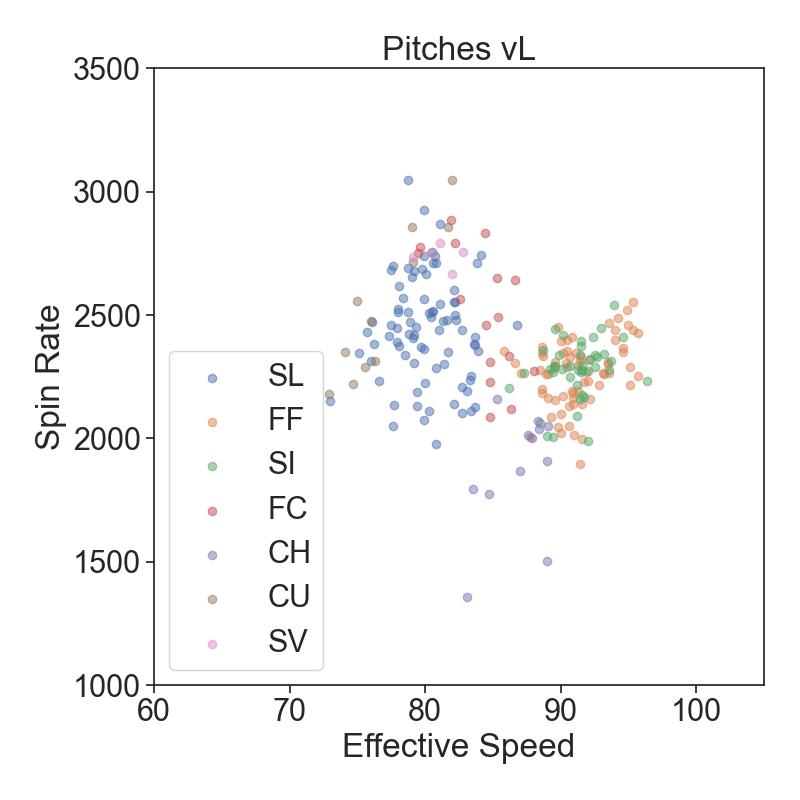 Pitches vL
3500
3000
2500
2000
1500
1000
Spin Rate
SL
FF
SI
FC
CH
CU
SV
60 70 80 90 100
Effective Speed